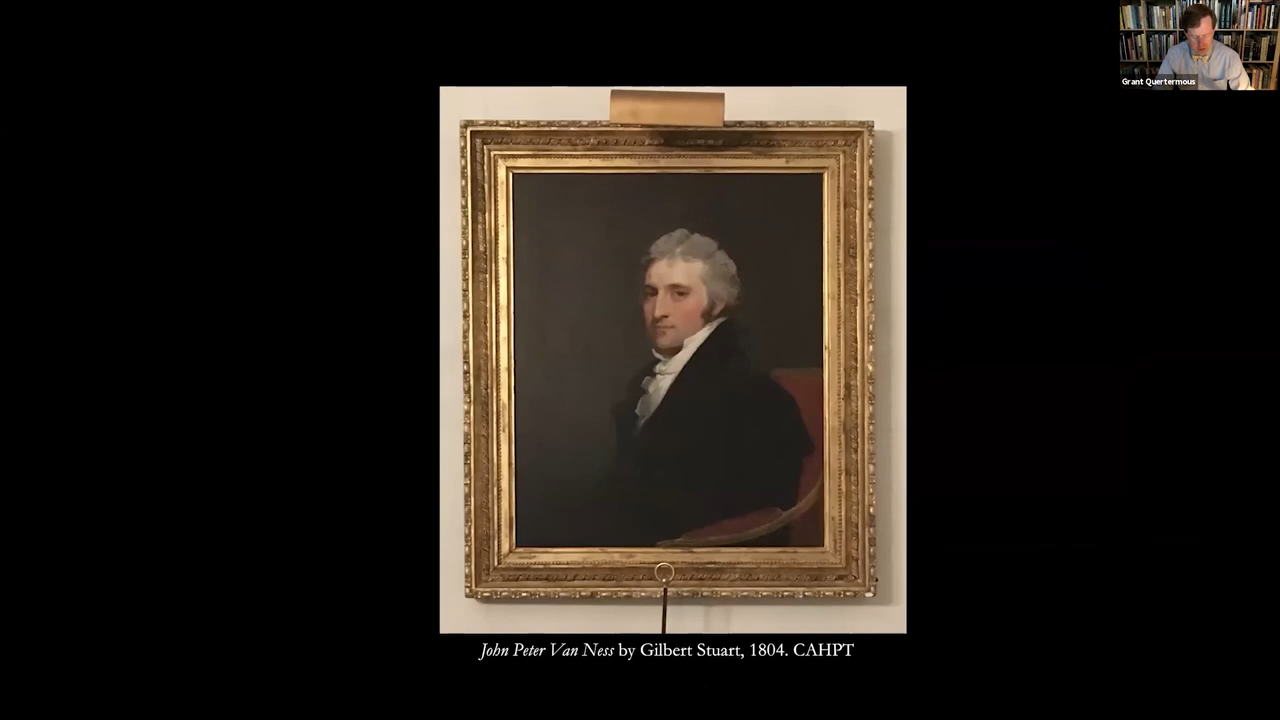 Grant Quertermous
John Peter Van Ness by Gilbert Stuart, 1804. CAHPT